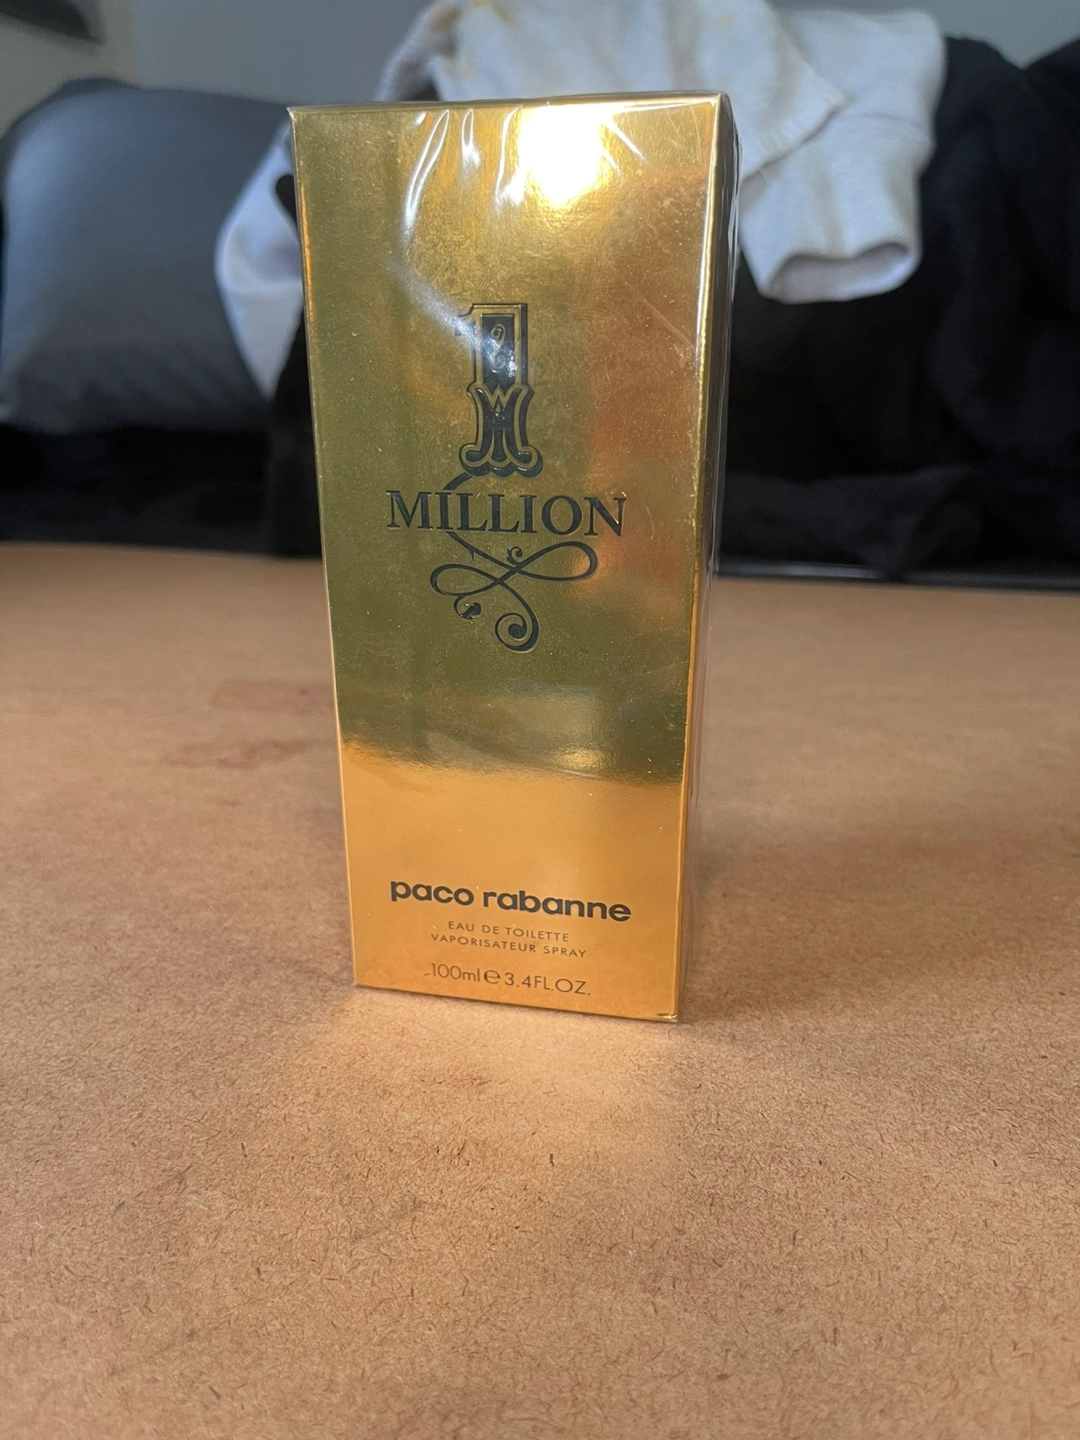 1
MILLION
paco rabanne
EAU DE TOILETTE
VAPORISATEUR SPRAY
100ml ℮ 3.4FL.OZ.